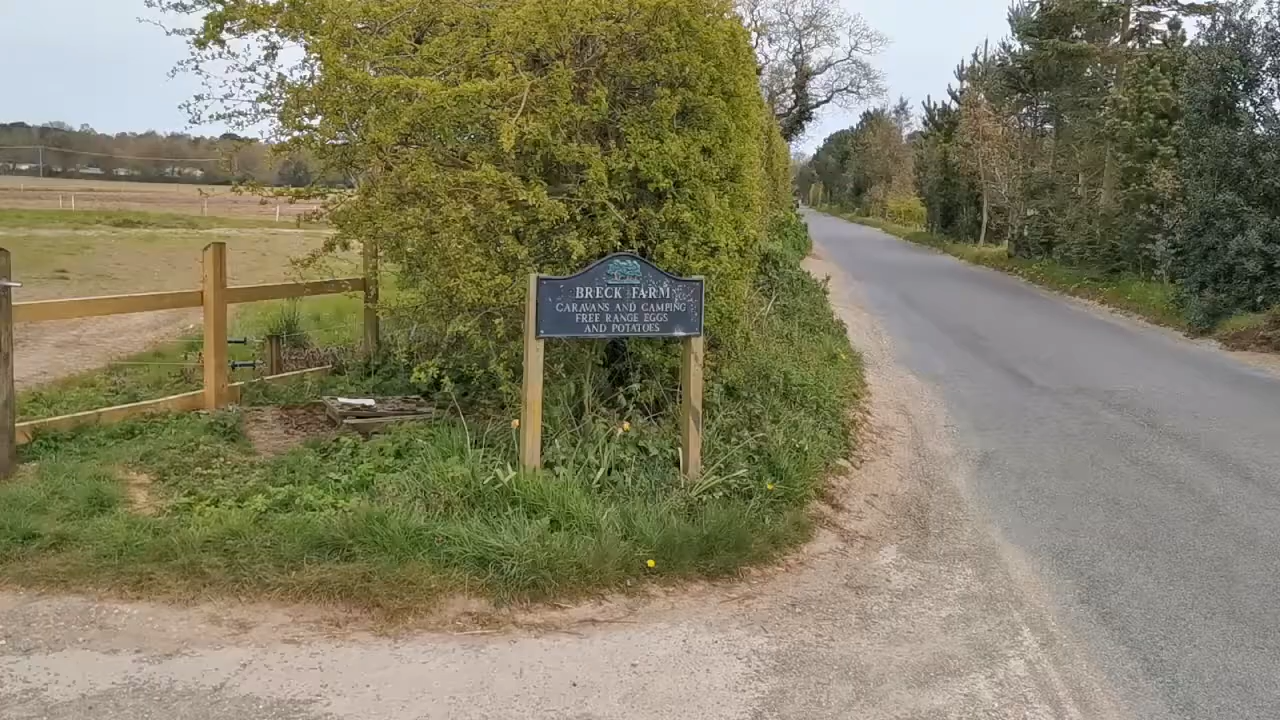 BRECK FARM
CARAVANS AND CAMPING
FREE RANGE EGGS
AND POTATOES